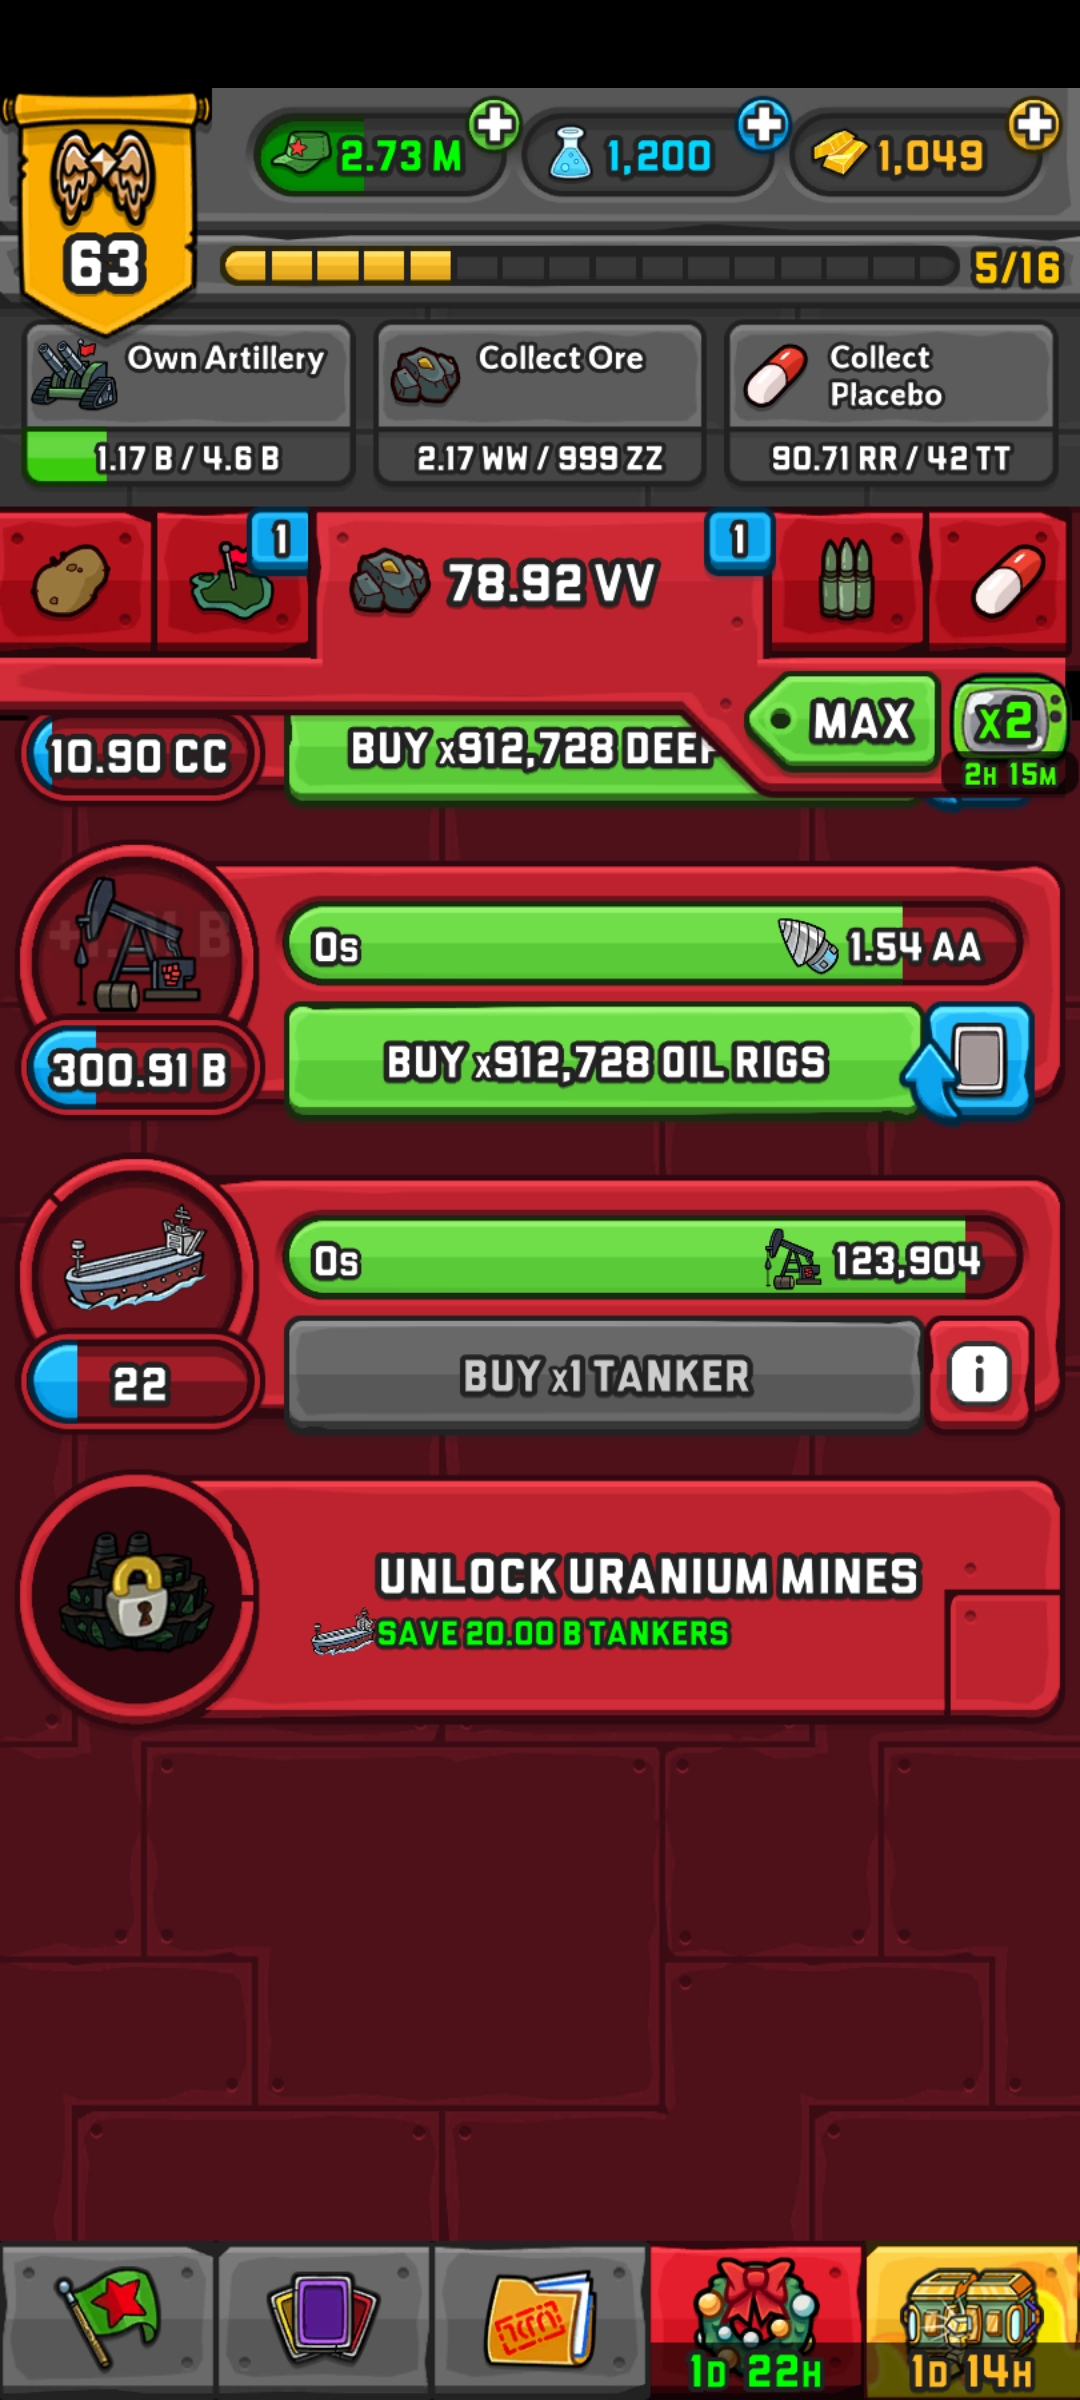 2.73 M
1,200
1,049
63
5/16
Own Artillery
1.17 B / 4.6 B
Collect Ore
2.17 WW / 999 ZZ
Collect
Placebo
90.71 RR / 42 TT
1
78.92 VV
1
MAX
x2
2H 15M
10.90 CC
BUY x912,728 DEEP
0s
1.54 AA
300.91 B
BUY x912,728 OIL RIGS
0s
123,904
22
BUY x1 TANKER
i
UNLOCK URANIUM MINES
SAVE 20.00 B TANKERS
1D 22H
1D 14H